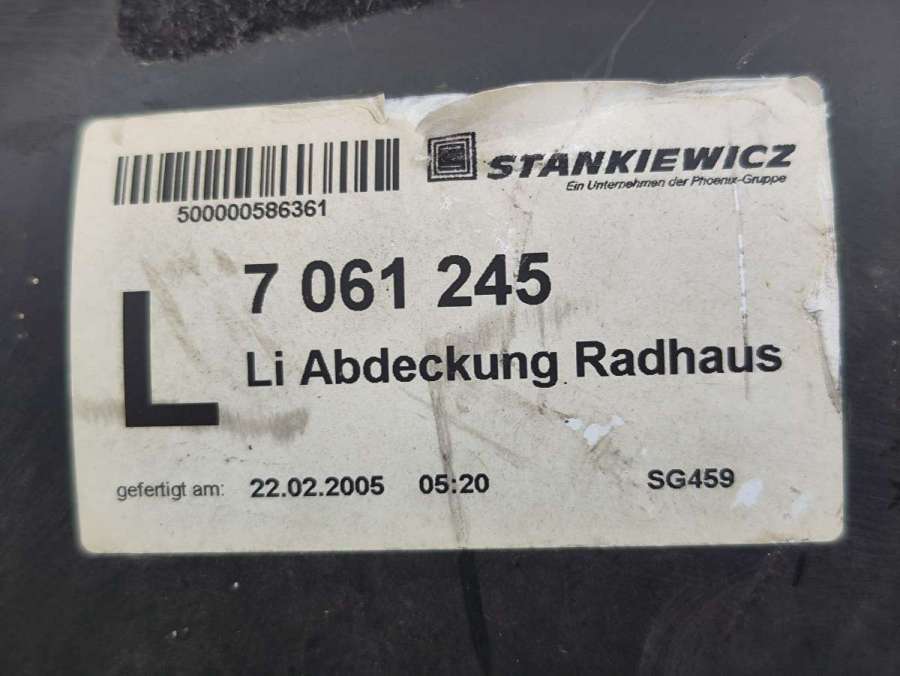 500000586361
STANKIEWICZ
Ein Unternehmen der Phoenix-Gruppe
7 061 245
L
Li Abdeckung Radhaus
gefertigt am: 22.02.2005 05:20 SG459